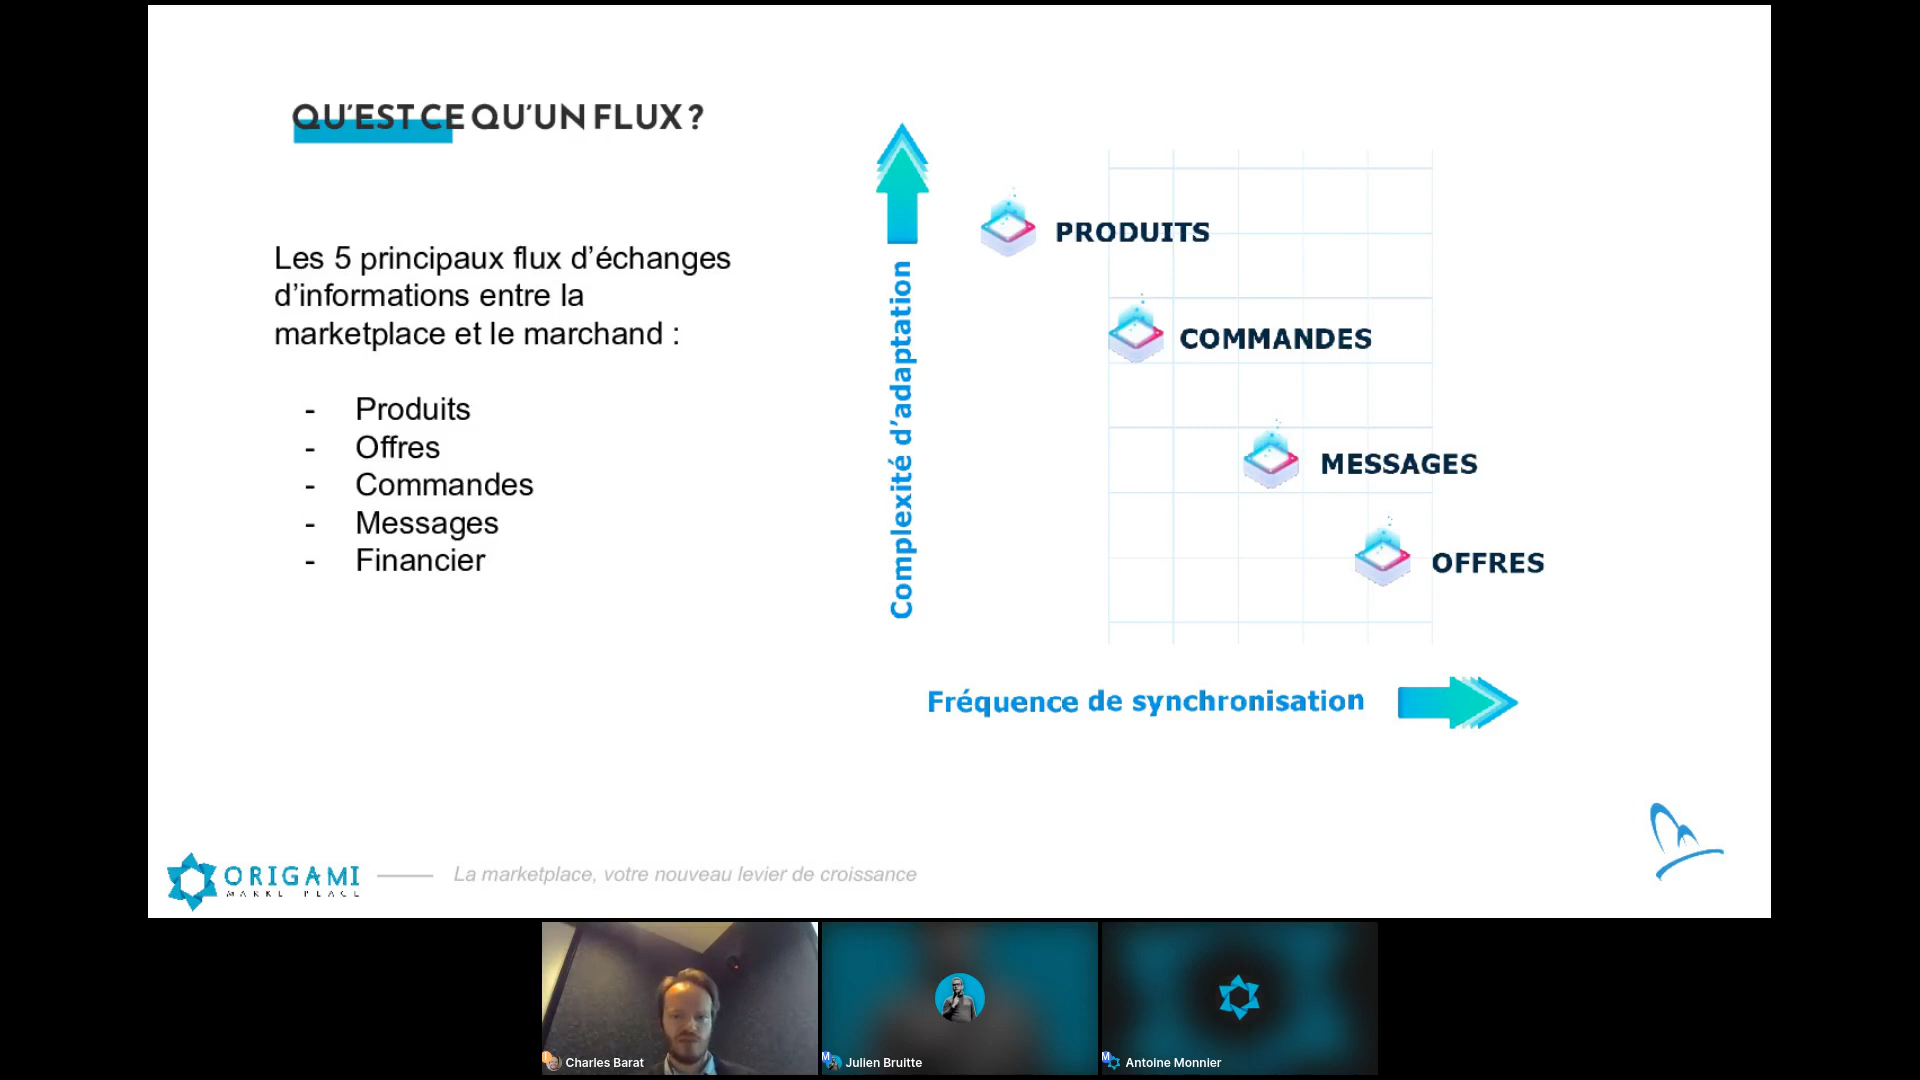 QU'EST CE QU'UN FLUX ?
Les 5 principaux flux d'échanges
d'informations entre la
marketplace et le marchand :
- Produits
- Offres
- Commandes
- Messages
- Financier
Complexité d'adaptation
PRODUITS
COMMANDES
MESSAGES
OFFRES
Fréquence de synchronisation
ORIGAMI
La marketplace, votre nouveau levier de croissance
Charles Barat
Julien Bruitte
Antoine Monnier